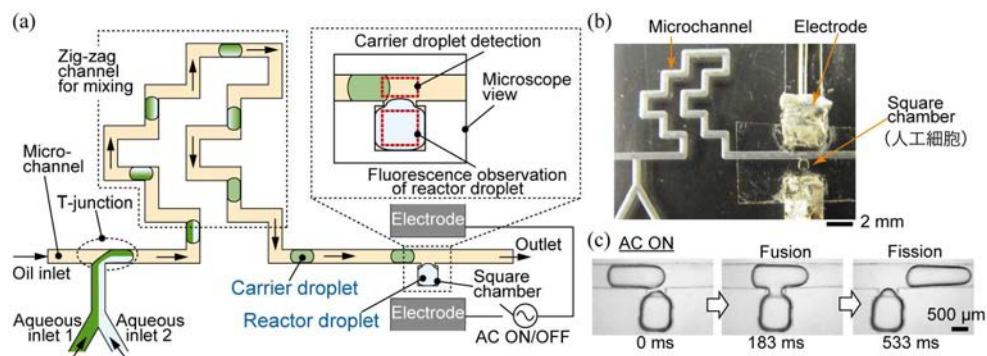 (a)
Zig-zag
channel
for mixing
Micro-
channel
T-junction
Oil inlet
Aqueous
inlet 1
Aqueous
inlet 2
Carrier droplet detection
Microscope
view
Fluorescence observation
of reactor droplet
Electrode
Outlet
Carrier droplet
Square
chamber
Reactor droplet
Electrode
AC ON/OFF
(b)
Microchannel
Electrode
Square
chamber
(人工細胞)
2 mm
(c)
AC ON
Fusion
Fission
0 ms
183 ms
533 ms
500 μm